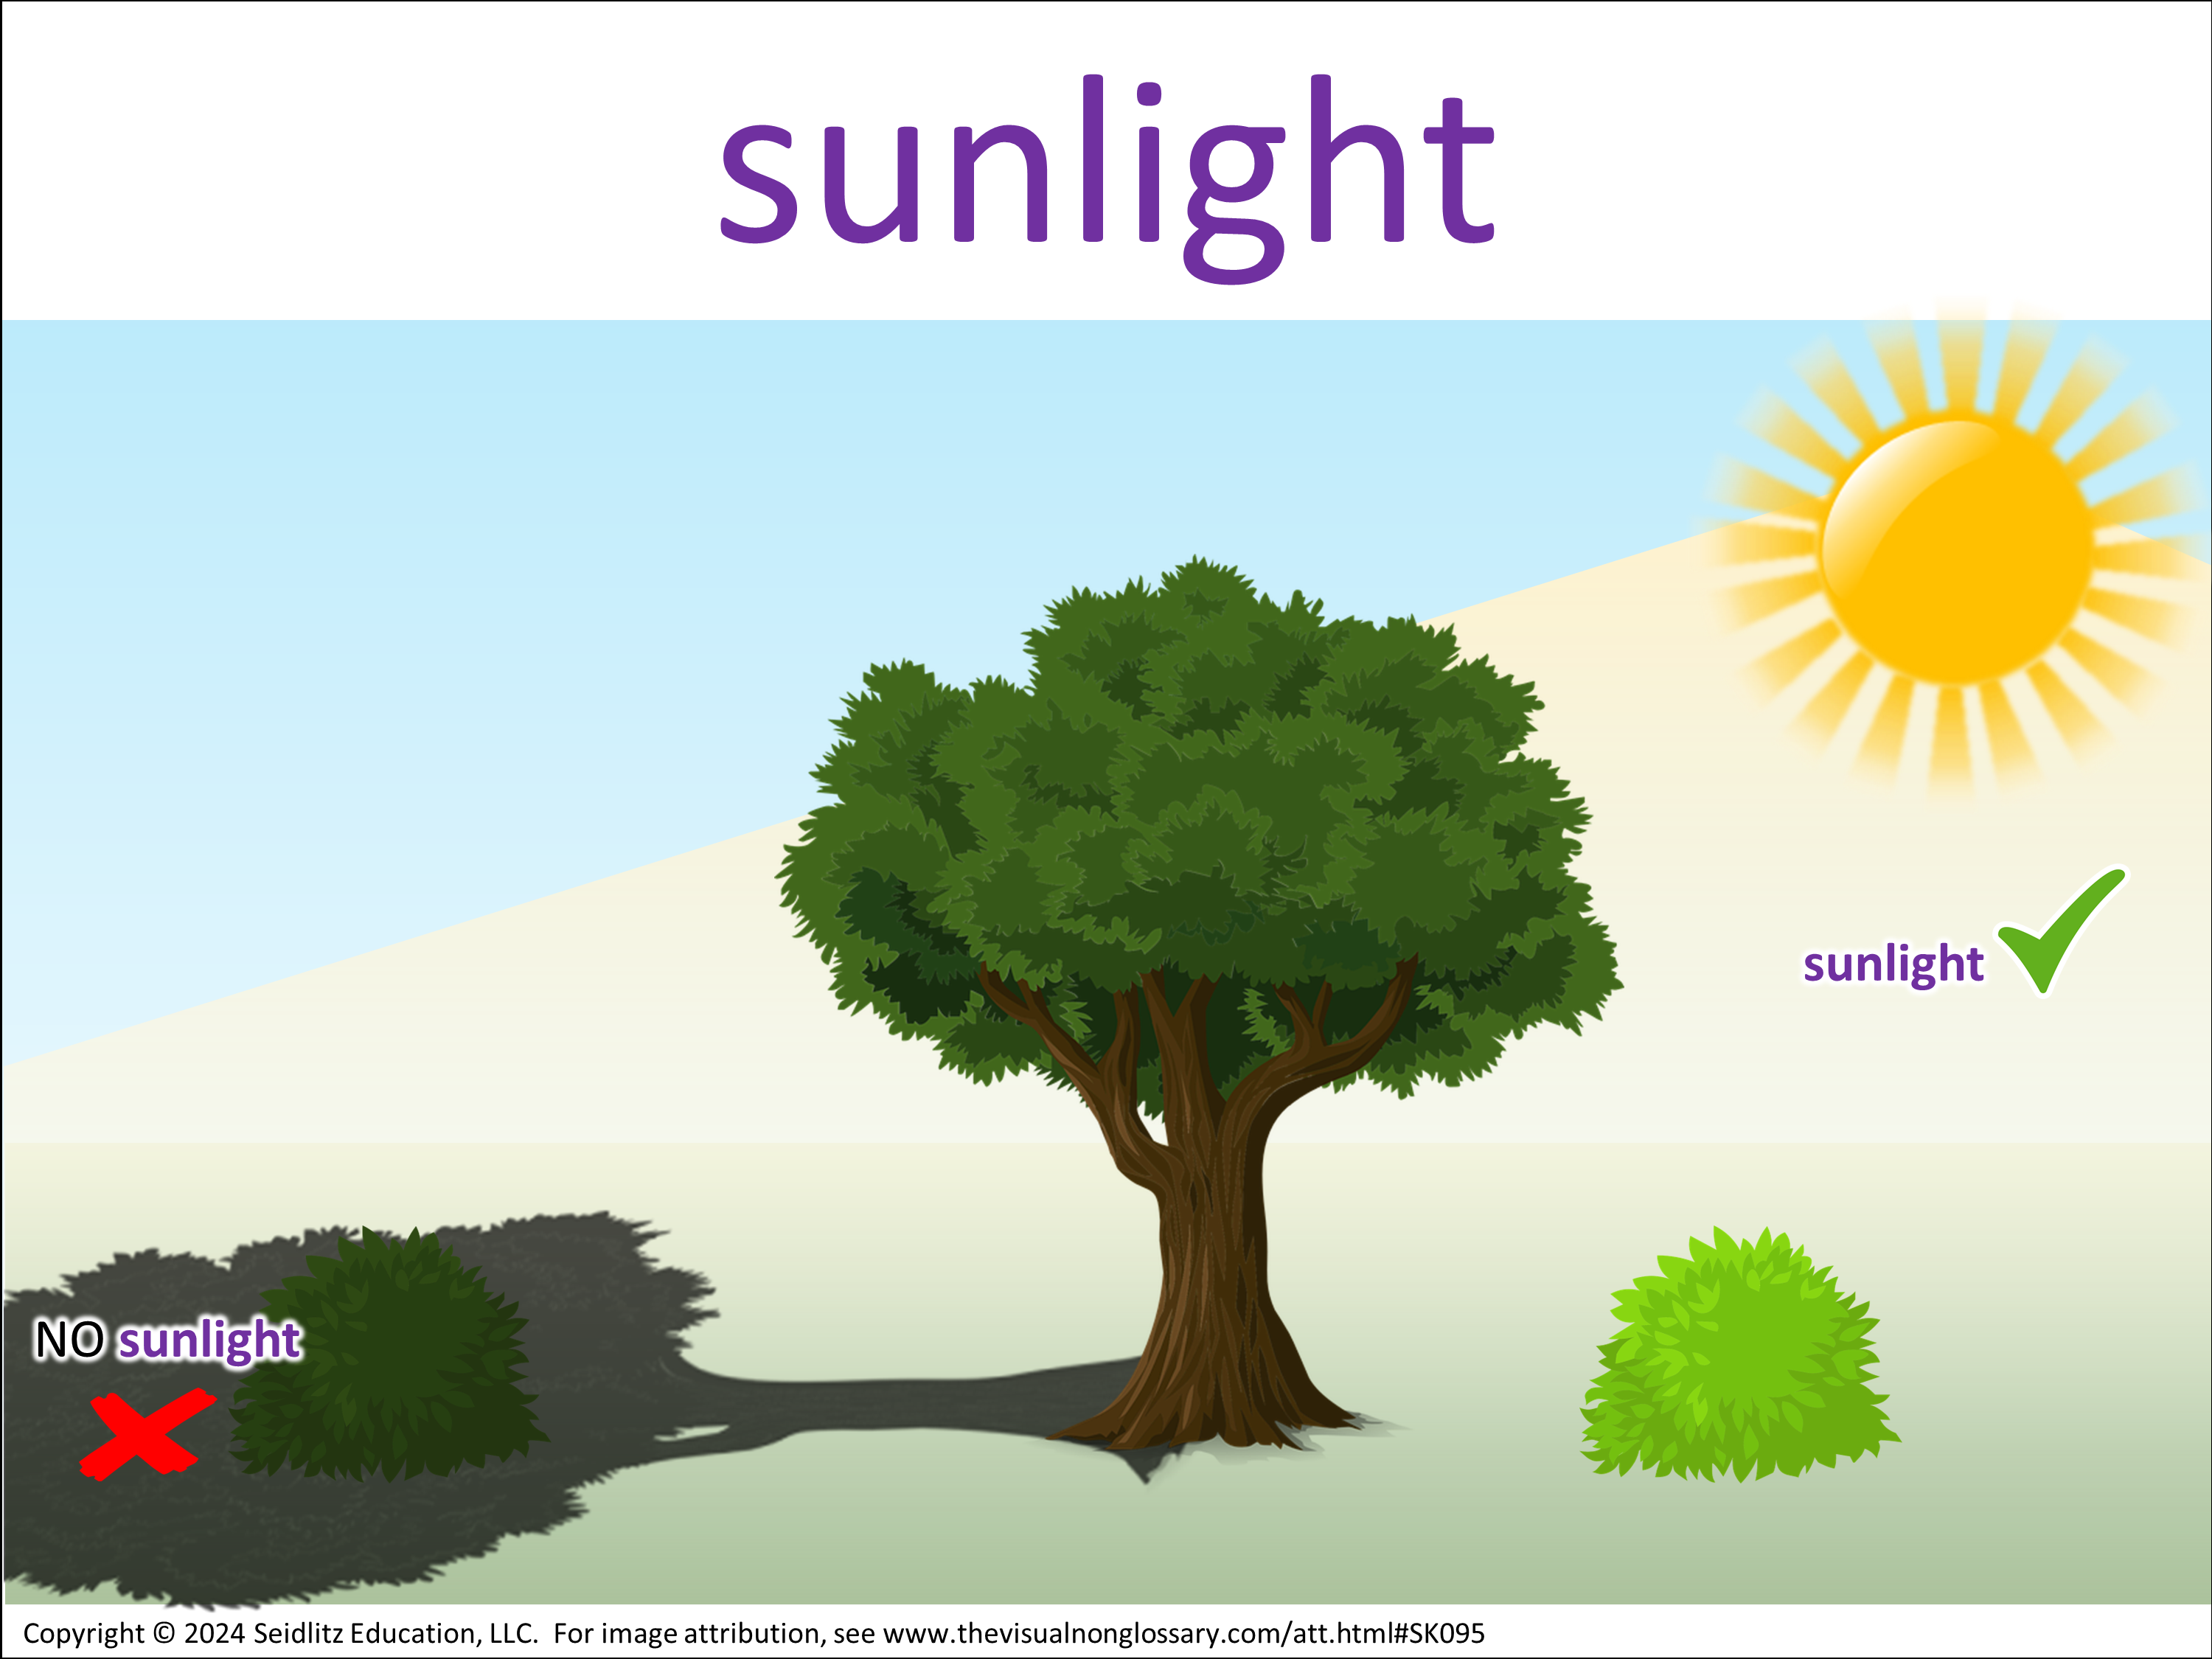 sunlight
sunlight
NO sunlight
Copyright © 2024 Seidlitz Education, LLC.  For image attribution, see www.thevisualnonglossary.com/att.html#SK095